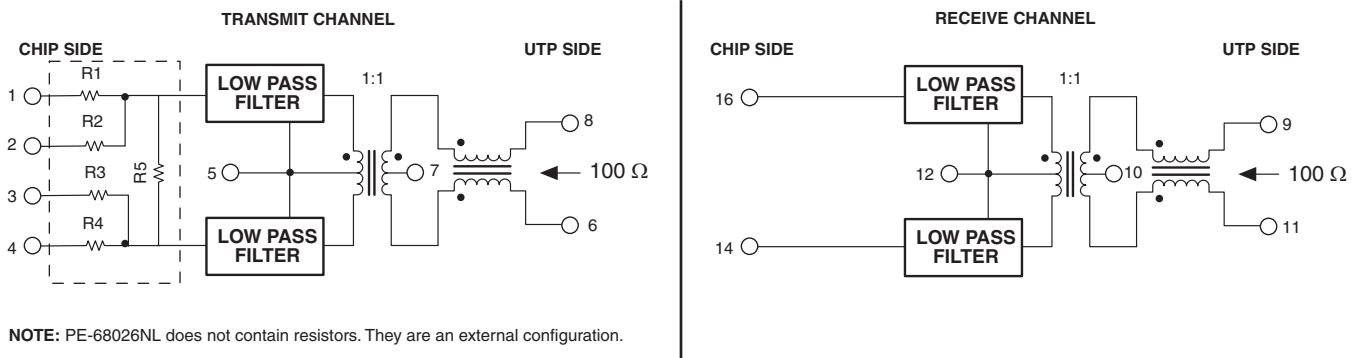 TRANSMIT CHANNEL
CHIP SIDE
UTP SIDE
R1
1
R2
2
R3
3
R4
4
R5
LOW PASS
FILTER
1:1
5
7
8
100 Ω
6
LOW PASS
FILTER
NOTE: PE-68026NL does not contain resistors. They are an external configuration.
RECEIVE CHANNEL
CHIP SIDE
UTP SIDE
16
LOW PASS
FILTER
1:1
12
10
9
100 Ω
11
14
LOW PASS
FILTER